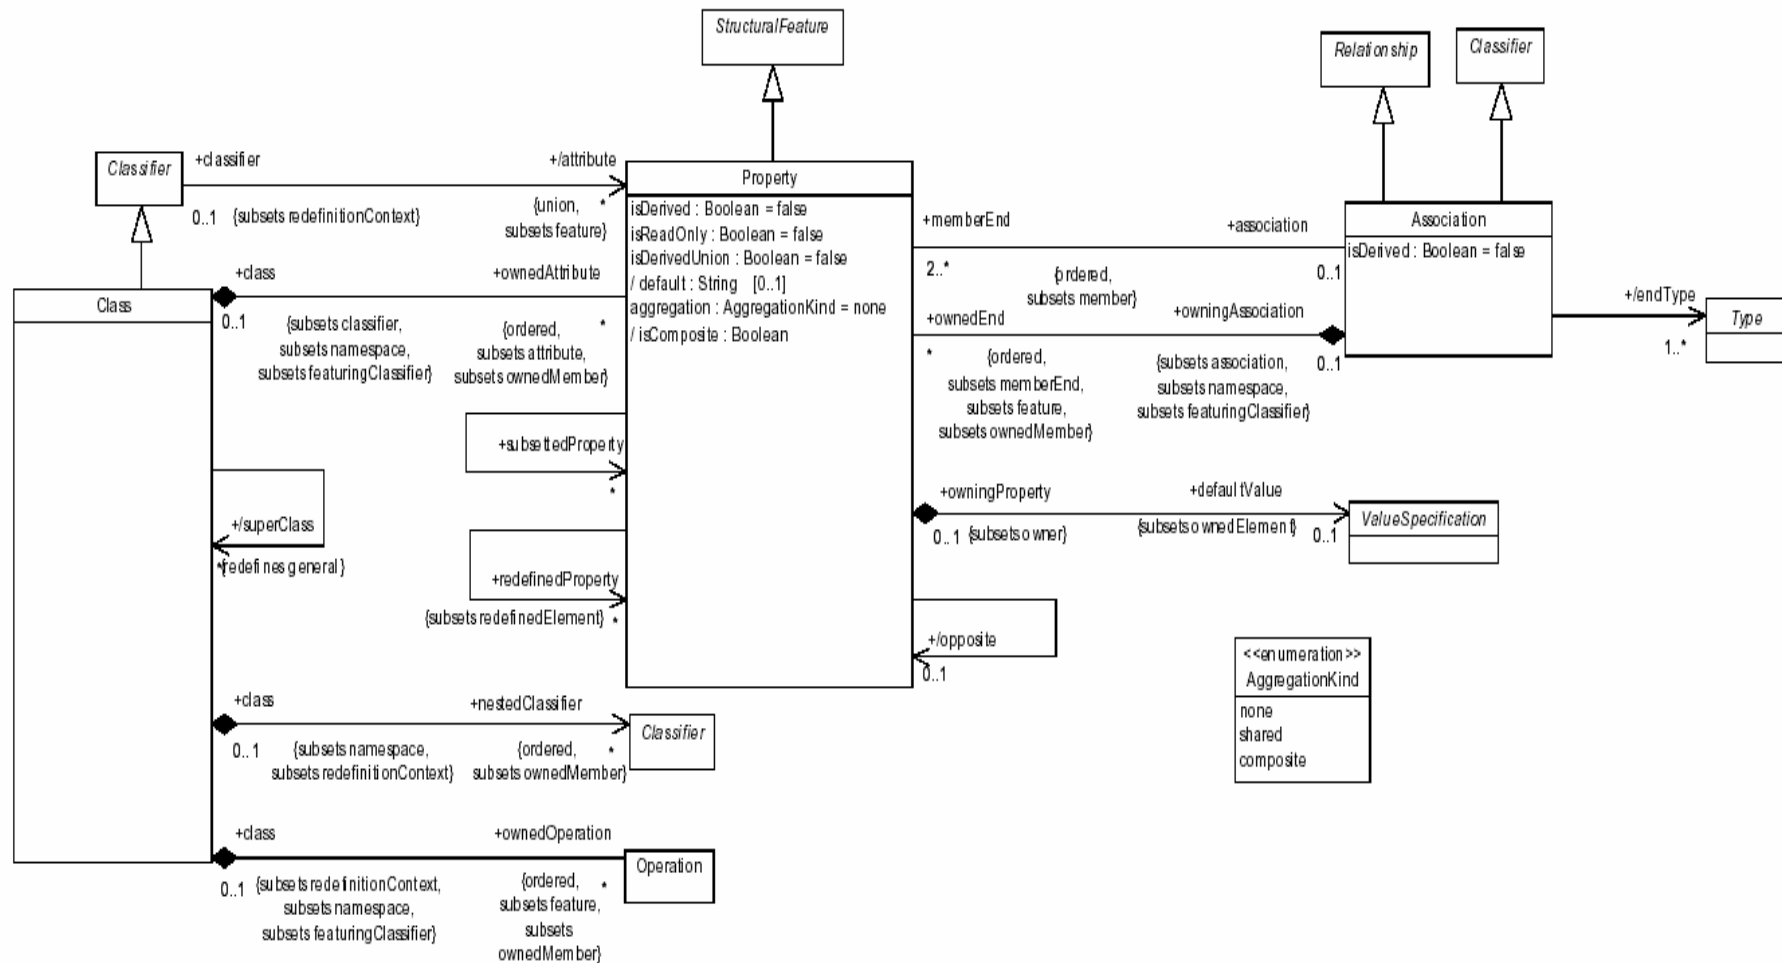 StructuralFeature
Relationship
Classifier
Classifier
+classifier
+/attribute
0..1
{subsets redefinitionContext}
{union,
*
subsets feature}
Property
isDerived : Boolean = false
isReadOnly : Boolean = false
isDerivedUnion : Boolean = false
/ default : String [0..1]
aggregation : AggregationKind = none
/ isComposite : Boolean
+memberEnd
+association
2..*
{ordered,
subsets member}
0..1
Association
isDerived : Boolean = false
+/endType
1..*
Type
+ownedEnd
+owningAssociation
*
{ordered,
subsets memberEnd,
subsets feature,
subsets ownedMember}
{subsets association,
subsets namespace,
subsets featuringClassifier}
0..1
Class
+class
+ownedAttribute
0..1
{subsets classifier,
subsets namespace,
subsets featuringClassifier}
{ordered,
*
subsets attribute,
subsets ownedMember}
+subsettedProperty
*
+/superClass
*
{redefines general}
+redefinedProperty
{subsets redefinedElement}
*
+owningProperty
+defaultValue
0..1
{subsets owner}
{subsets ownedElement}
0..1
ValueSpecification
+/opposite
0..1
<<enumeration>>
AggregationKind
none
shared
composite
+class
+nestedClassifier
0..1
{subsets namespace,
subsets redefinitionContext}
{ordered,
*
subsets ownedMember}
Classifier
+class
+ownedOperation
0..1
{subsets redefinitionContext,
subsets namespace,
subsets featuringClassifier}
{ordered,
*
subsets feature,
subsets
ownedMember}
Operation